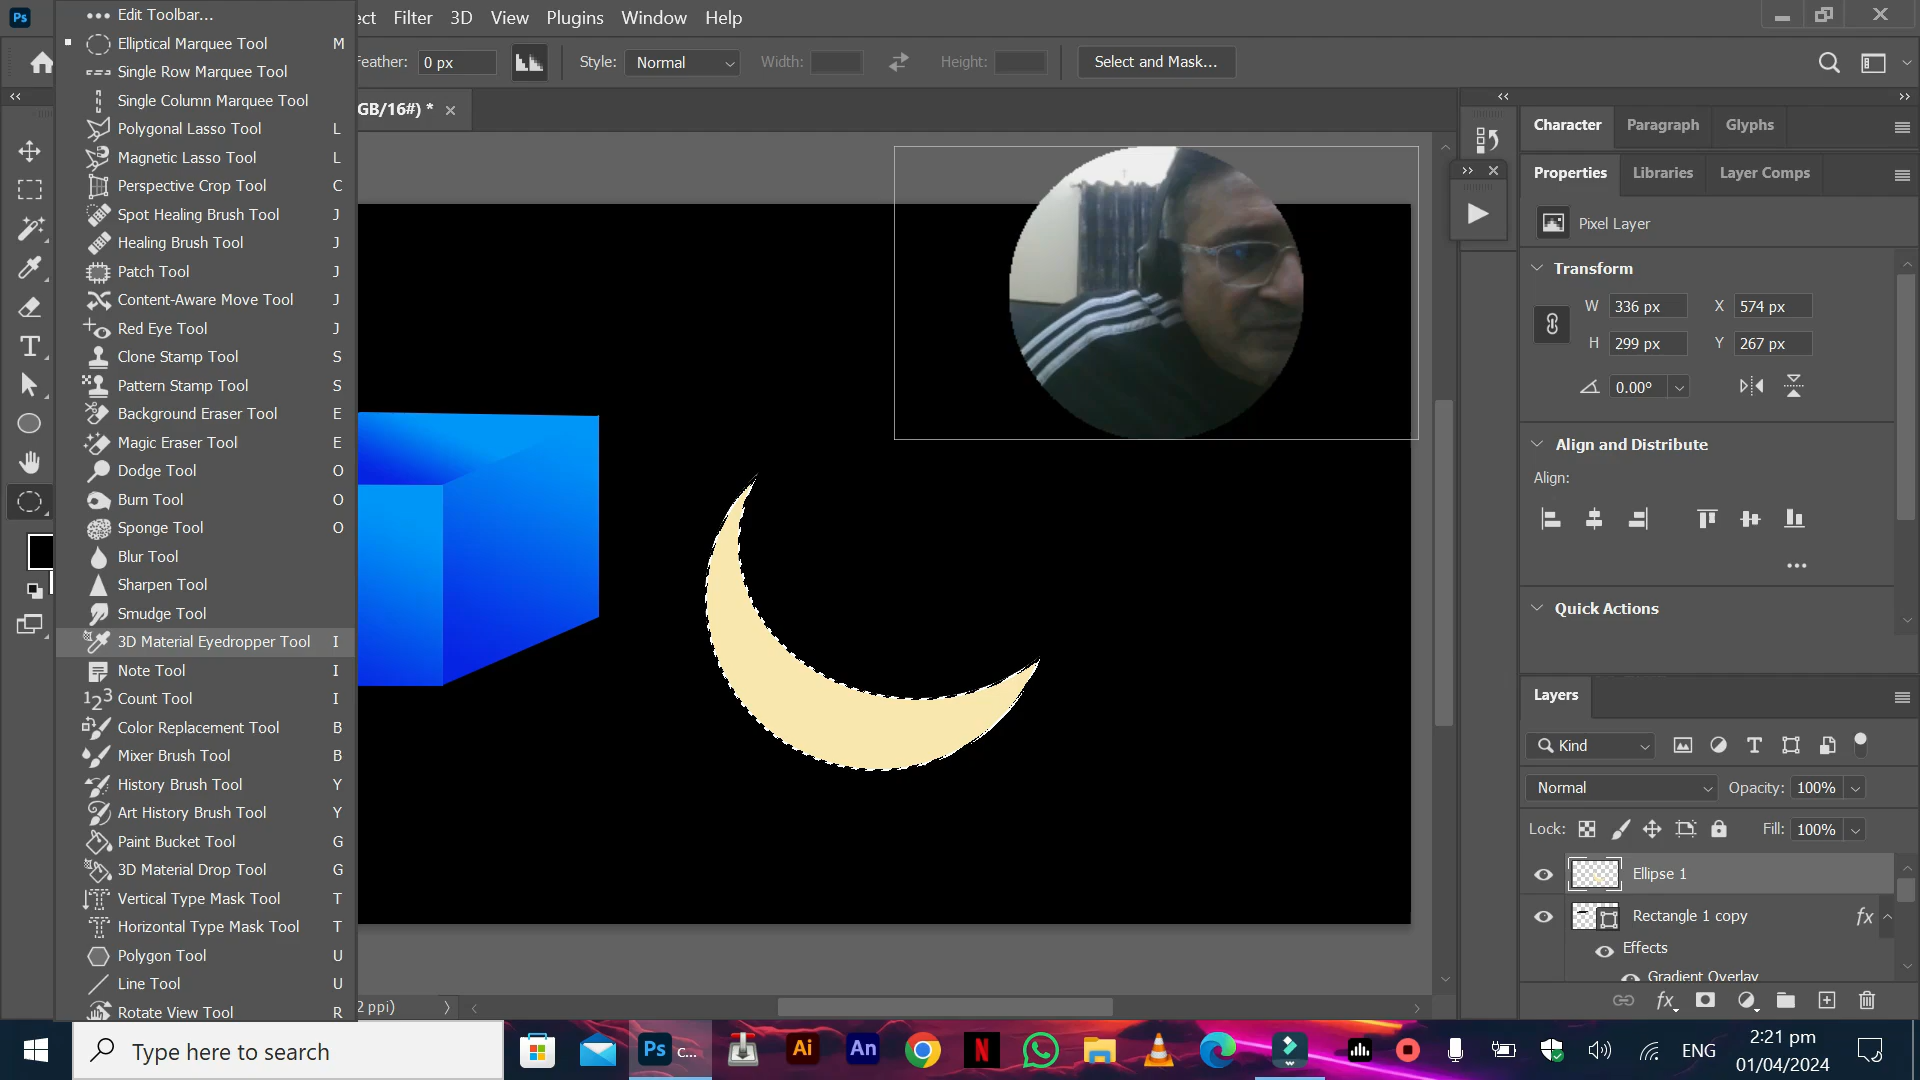 Ps
Filter 3D View Plugins Window Help
0 px Style: Normal Width: Height: Select and Mask...
GB/16#) * ×
Edit Toolbar...
Elliptical Marquee Tool M
Single Row Marquee Tool
Single Column Marquee Tool
Polygonal Lasso Tool L
Magnetic Lasso Tool L
Perspective Crop Tool C
Spot Healing Brush Tool J
Healing Brush Tool J
Patch Tool J
Content-Aware Move Tool J
Red Eye Tool J
Clone Stamp Tool S
Pattern Stamp Tool S
Background Eraser Tool E
Magic Eraser Tool E
Dodge Tool O
Burn Tool O
Sponge Tool O
Blur Tool
Sharpen Tool
Smudge Tool
3D Material Eyedropper Tool I
Note Tool I
Count Tool I
Color Replacement Tool B
Mixer Brush Tool B
History Brush Tool Y
Art History Brush Tool Y
Paint Bucket Tool G
3D Material Drop Tool G
Vertical Type Mask Tool T
Horizontal Type Mask Tool T
Polygon Tool U
Line Tool U
Rotate View Tool R
2 ppi)
Character Paragraph Glyphs
Properties Libraries Layer Comps
Pixel Layer
Transform
W 336 px X 574 px
H 299 px Y 267 px
0.00°
Align and Distribute
Align:
Quick Actions
Layers
Kind
Normal Opacity: 100%
Lock: Fill: 100%
Ellipse 1
Rectangle 1 copy fx
Effects
Gradient Overlay
fx
Type here to search
Ps C...
Ai
An
N
ENG
2:21 pm
01/04/2024